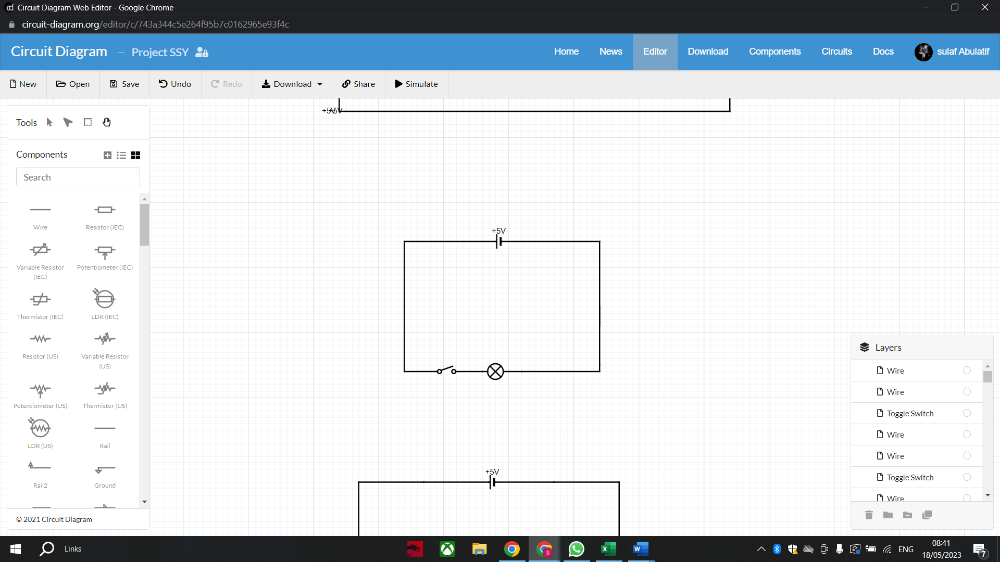 Circuit Diagram Web Editor - Google Chrome
circuit-diagram.org/editor/c/743a344c5e264f95b7c0162965e93f4c
Circuit Diagram – Project SSY
Home News Editor Download Components Circuits Docs sulaf Abulatif
New Open Save Undo Redo Download Share Simulate
Tools
Components
Search
Wire
Resistor (IEC)
Variable Resistor
(IEC)
Potentiometer (IEC)
Thermistor (IEC)
LDR (IEC)
Resistor (US)
Variable Resistor
(US)
Potentiometer (US)
Thermistor (US)
LDR (US)
Rail
Rail2
Ground
© 2021 Circuit Diagram
+5V
+5V
Layers
Wire
Wire
Toggle Switch
Wire
Wire
Toggle Switch
Wire
Links
S
ENG
08:41
18/05/2023
7